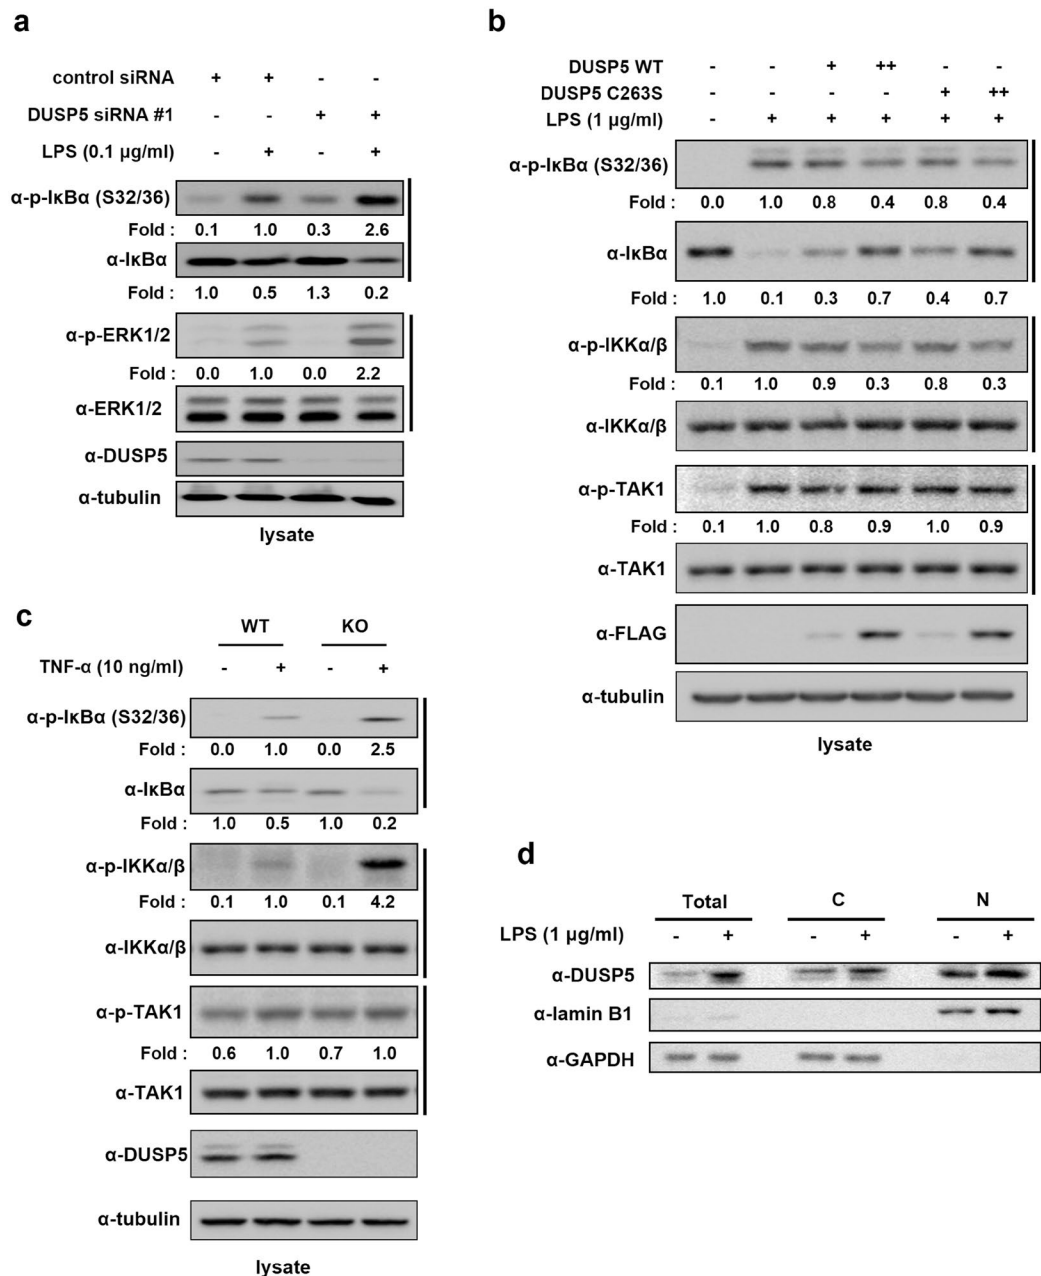 a
control siRNA + + - -
DUSP5 siRNA #1 - - + +
LPS (0.1 µg/ml) - + - +
α-p-IκBα (S32/36)
Fold : 0.1 1.0 0.3 2.6
α-IκBα
Fold : 1.0 0.5 1.3 0.2
α-p-ERK1/2
Fold : 0.0 1.0 0.0 2.2
α-ERK1/2
α-DUSP5
α-tubulin
lysate
b
DUSP5 WT - - + ++ - -
DUSP5 C263S - - - - + ++
LPS (1 µg/ml) - + + + + +
α-p-IκBα (S32/36)
Fold : 0.0 1.0 0.8 0.4 0.8 0.4
α-IκBα
Fold : 1.0 0.1 0.3 0.7 0.4 0.7
α-p-IKKα/β
Fold : 0.1 1.0 0.9 0.3 0.8 0.3
α-IKKα/β
α-p-TAK1
Fold : 0.1 1.0 0.8 0.9 1.0 0.9
α-TAK1
α-FLAG
α-tubulin
lysate
c
WT KO
TNF-α (10 ng/ml) - + - +
α-p-IκBα (S32/36)
Fold : 0.0 1.0 0.0 2.5
α-IκBα
Fold : 1.0 0.5 1.0 0.2
α-p-IKKα/β
Fold : 0.1 1.0 0.1 4.2
α-IKKα/β
α-p-TAK1
Fold : 0.6 1.0 0.7 1.0
α-TAK1
α-DUSP5
α-tubulin
lysate
d
Total C N
LPS (1 µg/ml) - + - + - +
α-DUSP5
α-lamin B1
α-GAPDH